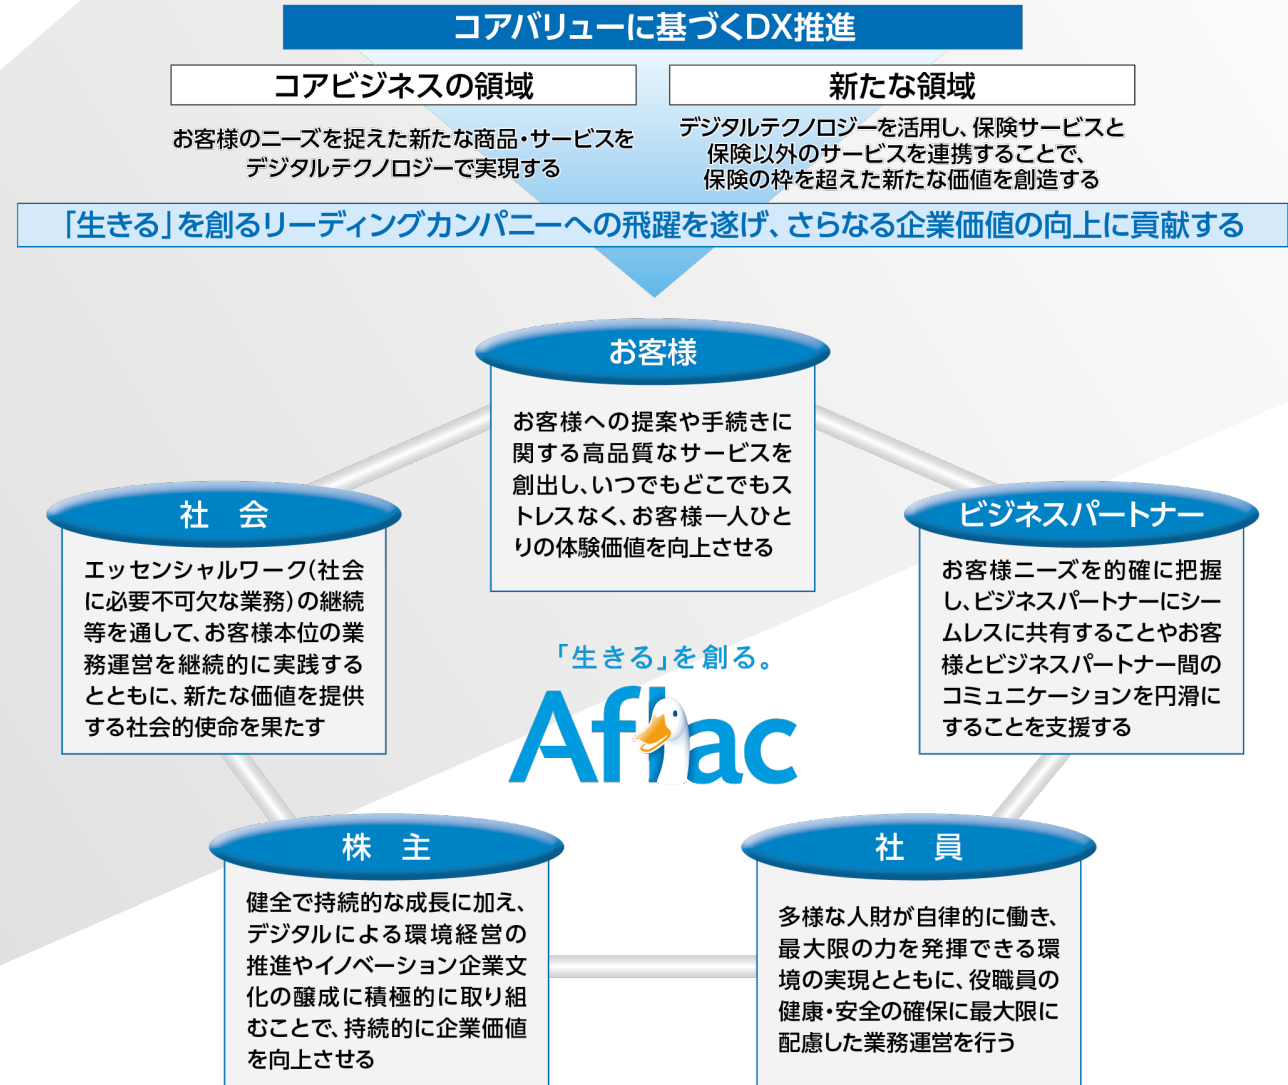 コアバリューに基づくDX推進
コアビジネスの領域
お客様のニーズを捉えた新たな商品・サービスを
デジタルテクノロジーで実現する
新たな領域
デジタルテクノロジーを活用し、保険サービスと
保険以外のサービスを連携することで、
保険の枠を超えた新たな価値を創造する
「生きる」を創るリーディングカンパニーへの飛躍を遂げ、さらなる企業価値の向上に貢献する
お客様
お客様への提案や手続きに
関する高品質なサービスを
創出し、いつでもどこでもス
トレスなく、お客様一人ひと
りの体験価値を向上させる
社　会
エッセンシャルワーク(社会
に必要不可欠な業務)の継続
等を通して、お客様本位の業
務運営を継続的に実践する
とともに、新たな価値を提供
する社会的使命を果たす
ビジネスパートナー
お客様ニーズを的確に把握
し、ビジネスパートナーにシー
ムレスに共有することやお客
様とビジネスパートナー間の
コミュニケーションを円滑に
することを支援する
「生きる」を創る。
Aflac
株　主
健全で持続的な成長に加え、
デジタルによる環境経営の
推進やイノベーション企業文
化の醸成に積極的に取り組
むことで、持続的に企業価値
を向上させる
社　員
多様な人財が自律的に働き、
最大限の力を発揮できる環
境の実現とともに、役職員の
健康・安全の確保に最大限に
配慮した業務運営を行う